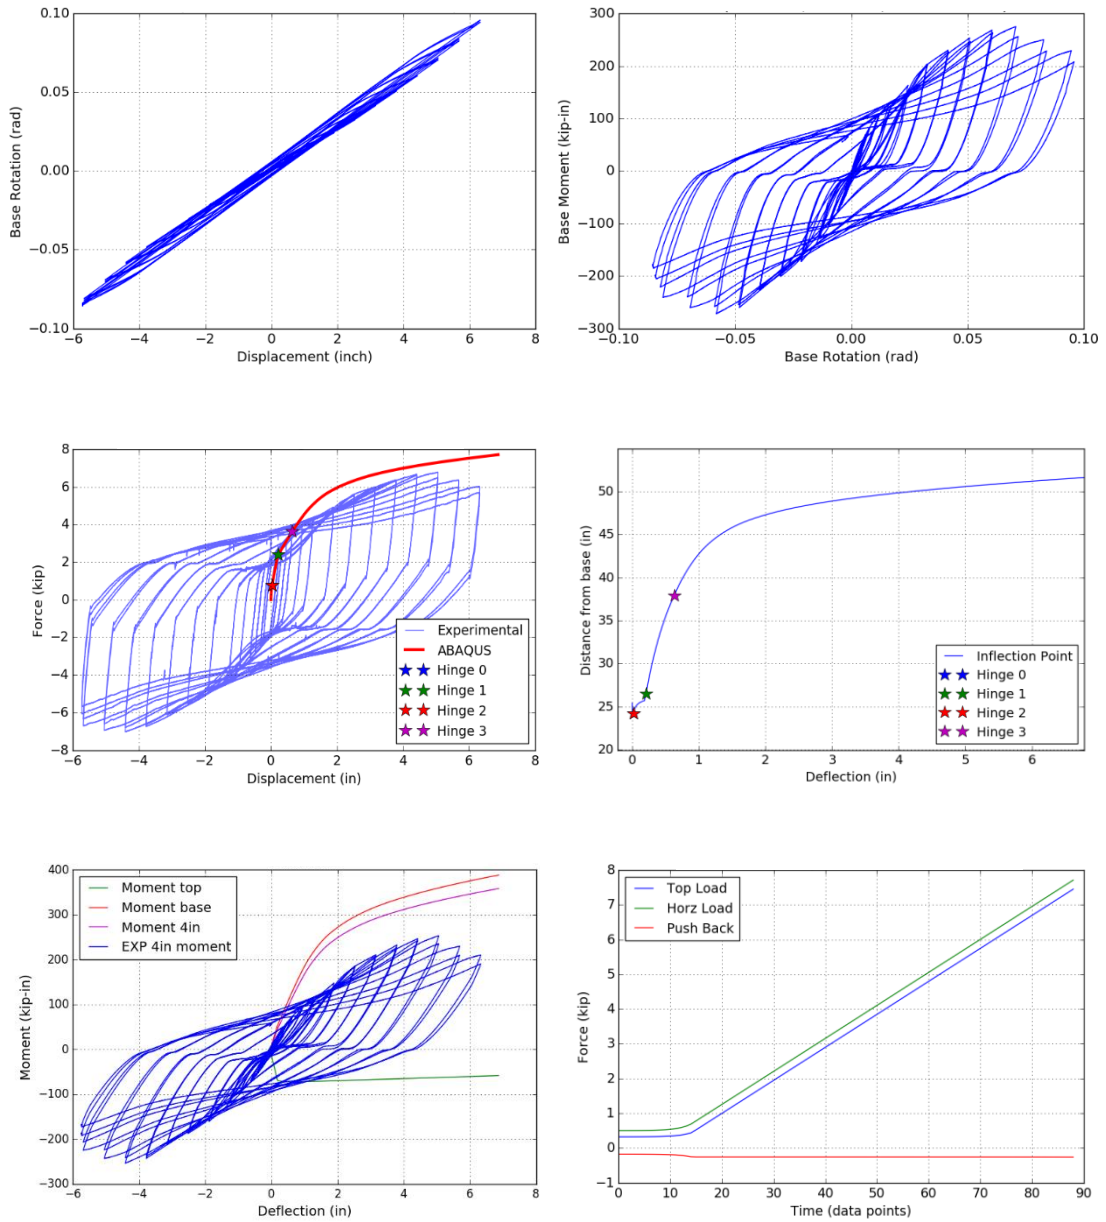 0.10
0.05
0.00
−0.05
−0.10
Base Rotation (rad)
−6 −4 −2 0 2 4 6 8
Displacement (inch)
300
200
100
0
−100
−200
−300
Base Moment (kip-in)
−0.10 −0.05 0.00 0.05 0.10
Base Rotation (rad)
8
6
4
2
0
−2
−4
−6
−8
Force (kip)
Experimental
ABAQUS
Hinge 0
Hinge 1
Hinge 2
Hinge 3
−6 −4 −2 0 2 4 6 8
Displacement (in)
50
45
40
35
30
25
20
Distance from base (in)
Inflection Point
Hinge 0
Hinge 1
Hinge 2
Hinge 3
0 1 2 3 4 5 6
Deflection (in)
400
300
200
100
0
−100
−200
−300
Moment (kip-in)
Moment top
Moment base
Moment 4in
EXP 4in moment
−6 −4 −2 0 2 4 6 8
Deflection (in)
8
7
6
5
4
3
2
1
0
−1
Force (kip)
Top Load
Horz Load
Push Back
0 10 20 30 40 50 60 70 80 90
Time (data points)